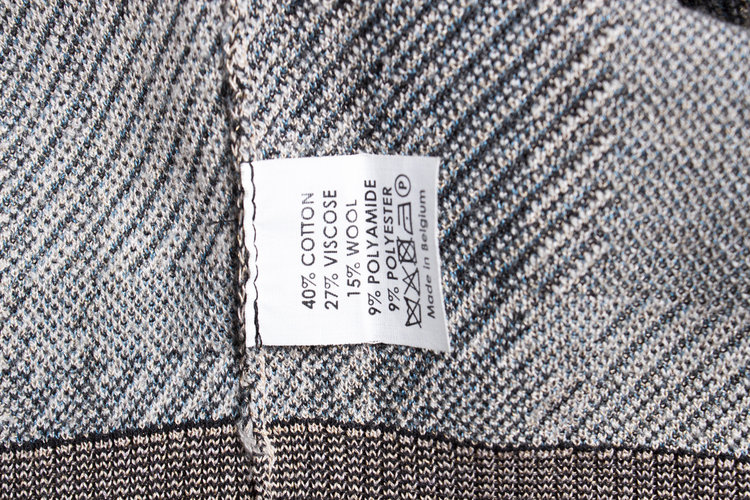 40% COTTON
27% VISCOSE
15% WOOL
9% POLYAMIDE
9% POLYESTER
P
Made in Belgium